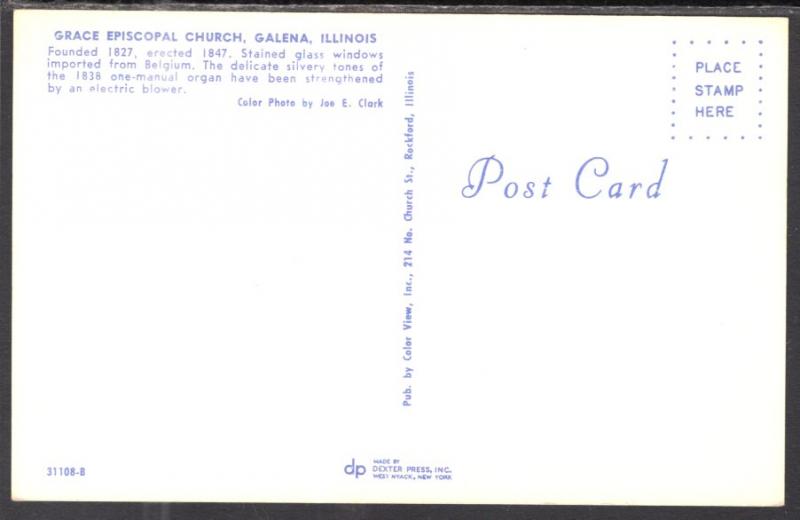 GRACE EPISCOPAL CHURCH, GALENA, ILLINOIS
Founded 1827, erected 1847. Stained glass windows
imported from Belgium. The delicate silvery tones of
the 1838 one-manual organ have been strengthened
by an electric blower.
Color Photo by Joe E. Clark
Pub. by Color View, Inc., 214 No. Church St., Rockford, Illinois
PLACE
STAMP
HERE
Post Card
31108-B
dp
MADE BY
DEXTER PRESS, INC.
WEST NYACK, NEW YORK